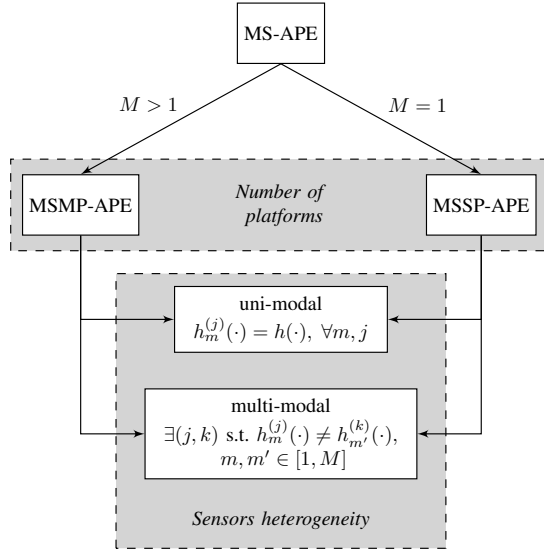 MS-APE
M > 1
M = 1
MSMP-APE
Number of
platforms
MSSP-APE
uni-modal
h_m^{(j)}(·) = h(·), ∀m, j
multi-modal
∃(j, k) s.t. h_m^{(j)}(·) ≠ h_{m'}^{(k)}(·),
m, m' ∈ [1, M]
Sensors heterogeneity